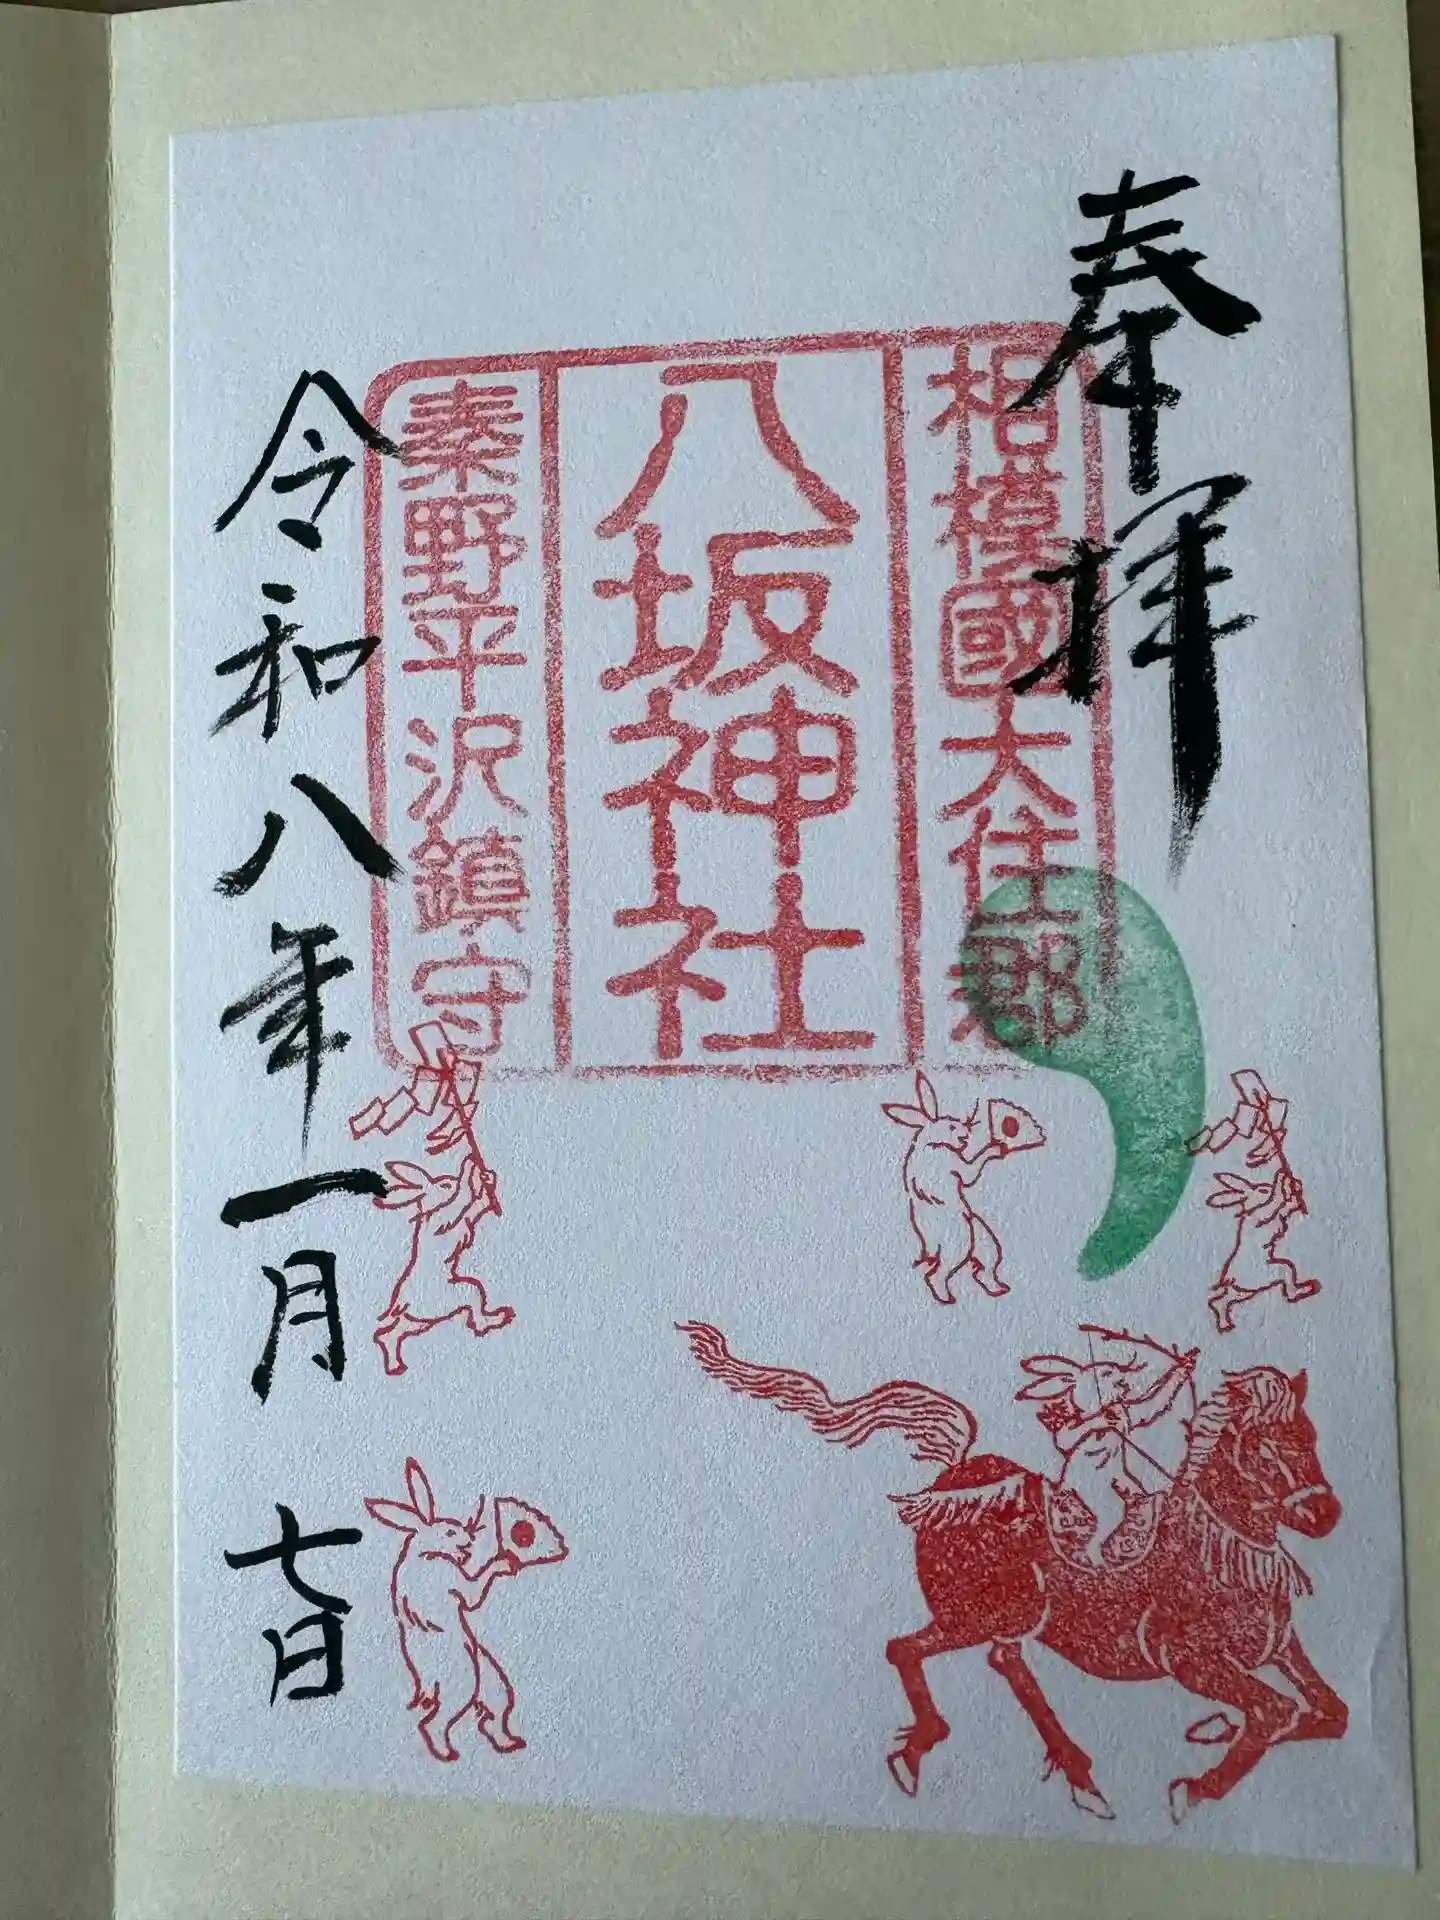 奉拝
相模國大住郡
八坂神社
秦野平沢鎮守
令和八年一月七日